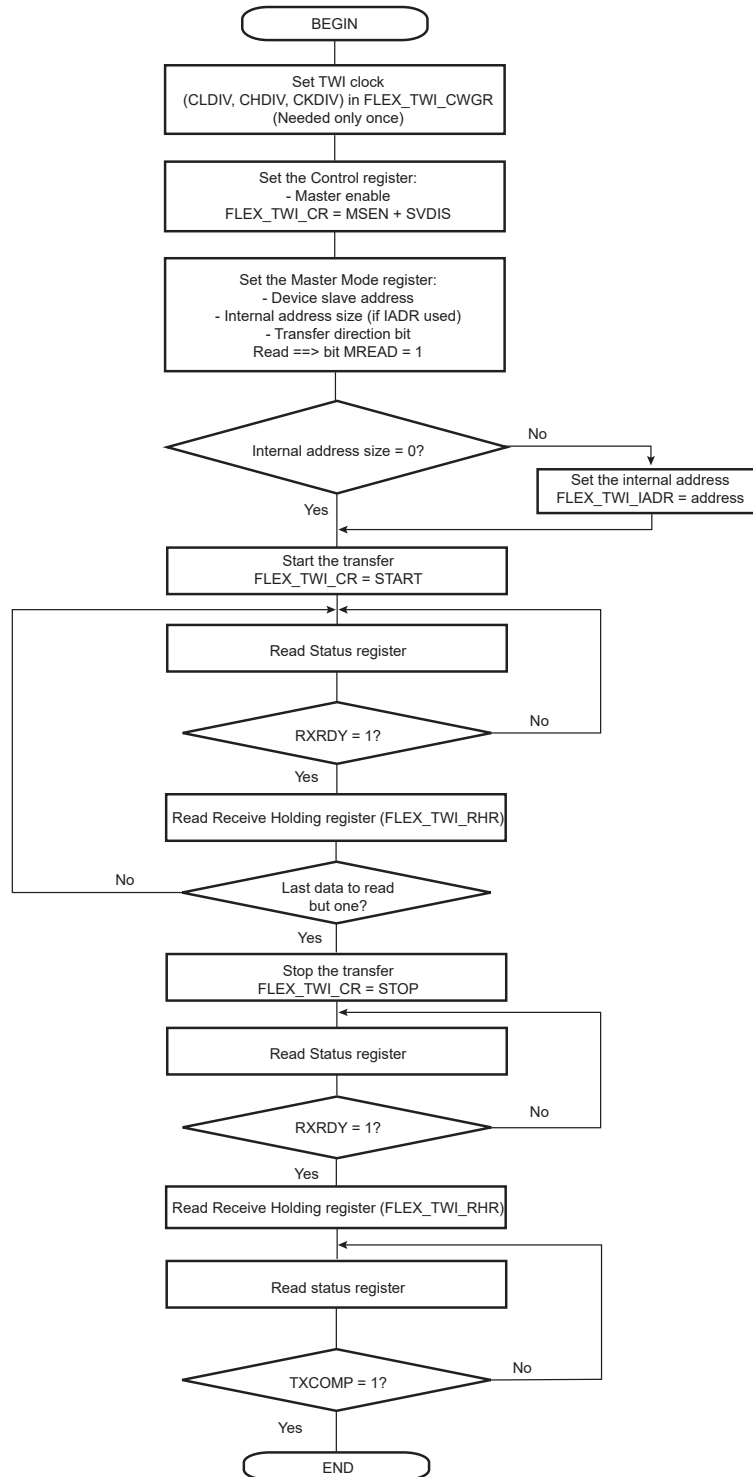 BEGIN
Set TWI clock
(CLDIV, CHDIV, CKDIV) in FLEX_TWI_CWGR
(Needed only once)
Set the Control register:
- Master enable
FLEX_TWI_CR = MSEN + SVDIS
Set the Master Mode register:
- Device slave address
- Internal address size (if IADR used)
- Transfer direction bit
Read ==> bit MREAD = 1
Internal address size = 0?
No
Set the internal address
FLEX_TWI_IADR = address
Yes
Start the transfer
FLEX_TWI_CR = START
Read Status register
RXRDY = 1?
No
Yes
Read Receive Holding register (FLEX_TWI_RHR)
No
Last data to read
but one?
Yes
Stop the transfer
FLEX_TWI_CR = STOP
Read Status register
RXRDY = 1?
No
Yes
Read Receive Holding register (FLEX_TWI_RHR)
Read status register
TXCOMP = 1?
No
Yes
END